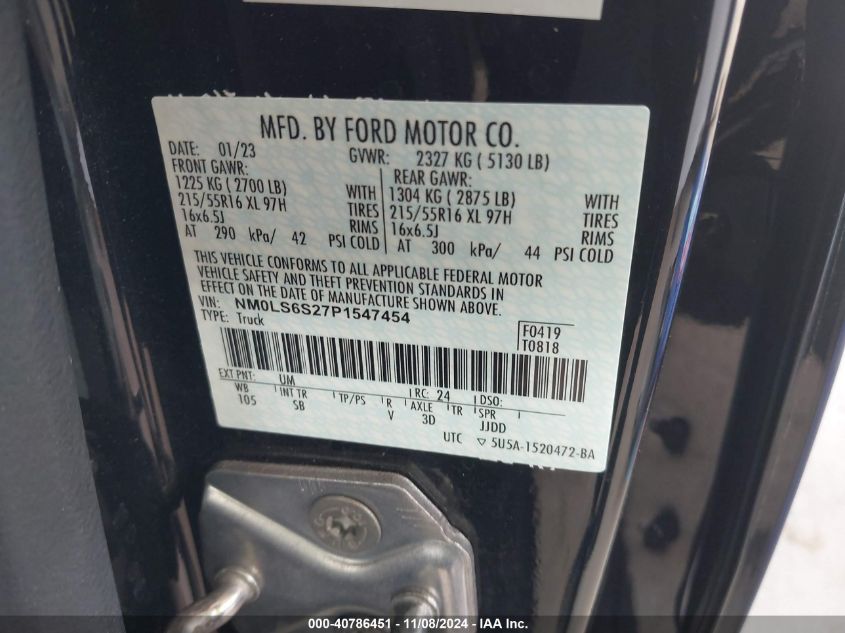 MFD. BY FORD MOTOR CO.
DATE: 01/23 GVWR: 2327 KG ( 5130 LB)
FRONT GAWR: REAR GAWR:
1225 KG ( 2700 LB) WITH 1304 KG ( 2875 LB) WITH
215/55R16 XL 97H TIRES 215/55R16 XL 97H TIRES
16x6.5J RIMS 16x6.5J RIMS
AT 290 kPa/ 42 PSI COLD AT 300 kPa/ 44 PSI COLD
THIS VEHICLE CONFORMS TO ALL APPLICABLE FEDERAL MOTOR
VEHICLE SAFETY AND THEFT PREVENTION STANDARDS IN
EFFECT ON THE DATE OF MANUFACTURE SHOWN ABOVE.
VIN: NM0LS6S27P1547454
TYPE: Truck
F0419
T0818
EXT PNT: UM RC: 24 DSO:
WB INT TR TP/PS R AXLE TR SPR
105 SB V 3D JJDD
UTC 5U5A-1520472-BA
000-40786451 - 11/08/2024 - IAAI Inc.